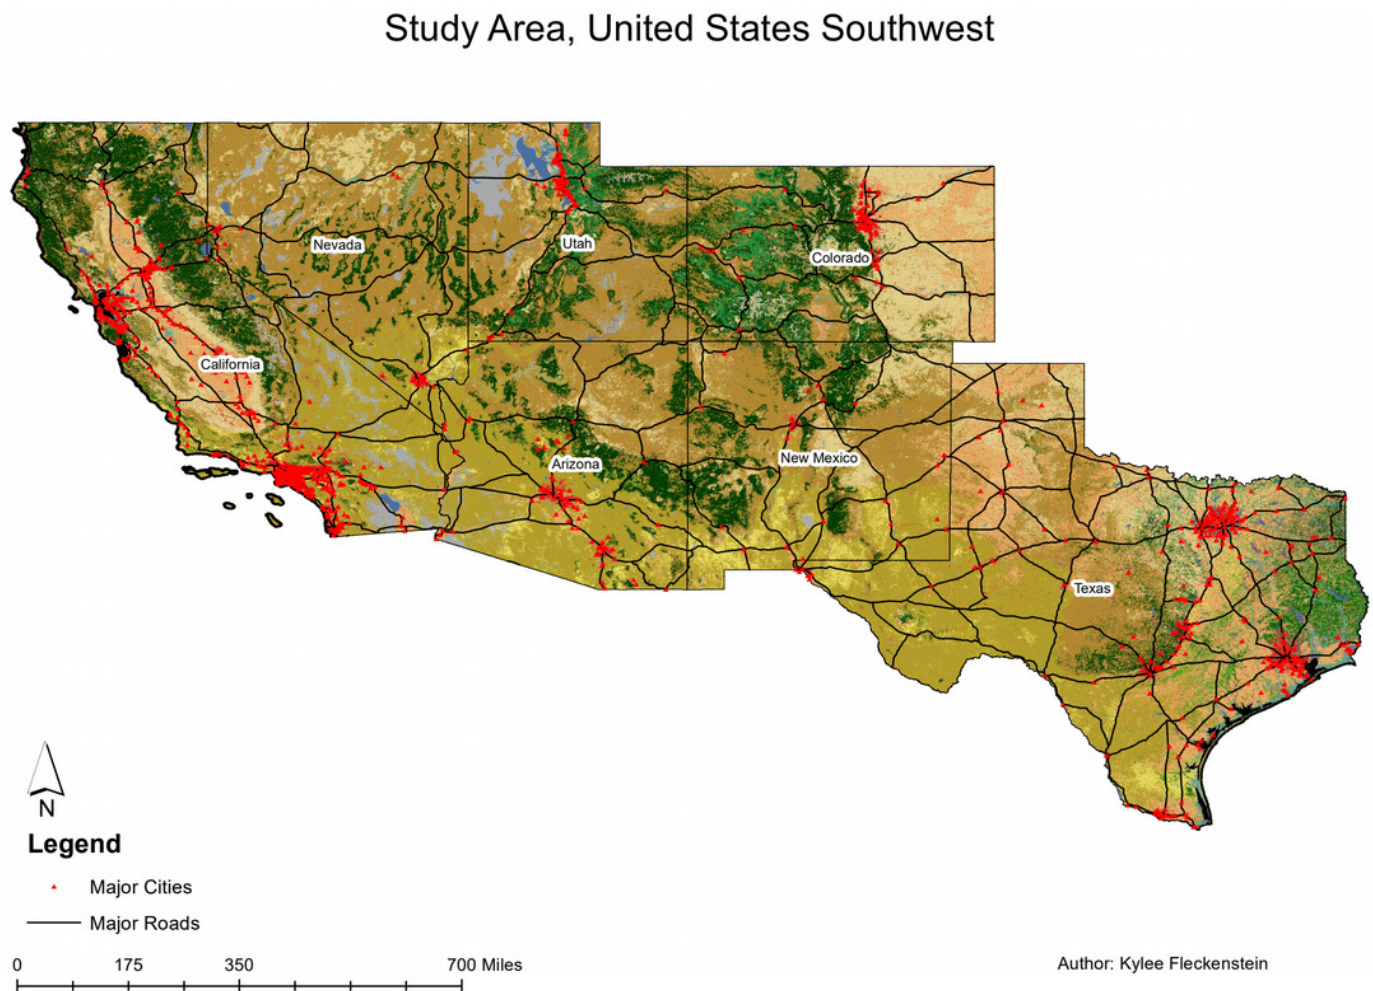 Study Area, United States Southwest
Nevada
Utah
Colorado
California
Arizona
New Mexico
Texas
N
Legend
Major Cities
Major Roads
0 175 350 700 Miles
Author: Kylee Fleckenstein